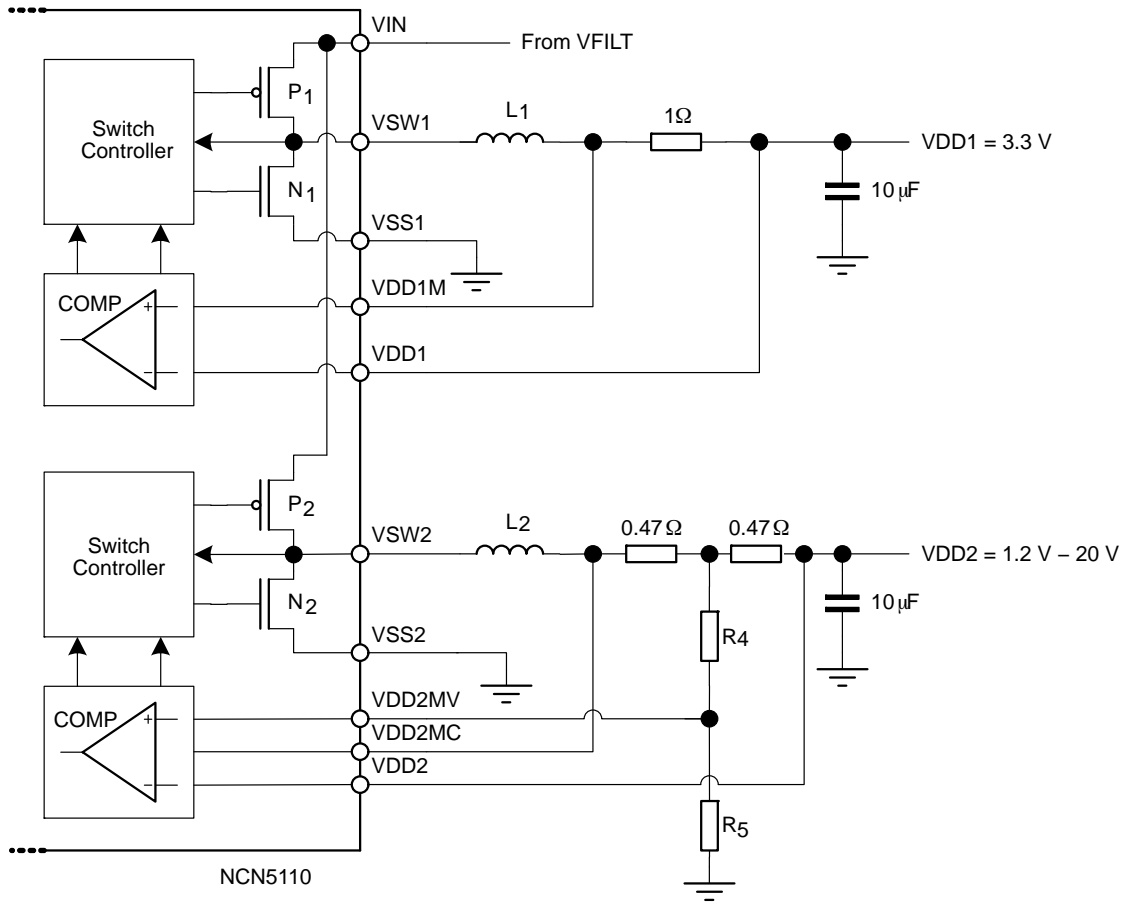 VIN
From VFILT
P1
Switch
Controller
VSW1
L1
1Ω
VDD1 = 3.3 V
N1
10 µF
VSS1
COMP
+
VDD1M
−
VDD1
P2
Switch
Controller
VSW2
L2
0.47 Ω
0.47 Ω
VDD2 = 1.2 V − 20 V
N2
10 µF
VSS2
R4
COMP
+
VDD2MV
VDD2MC
−
VDD2
R5
NCN5110